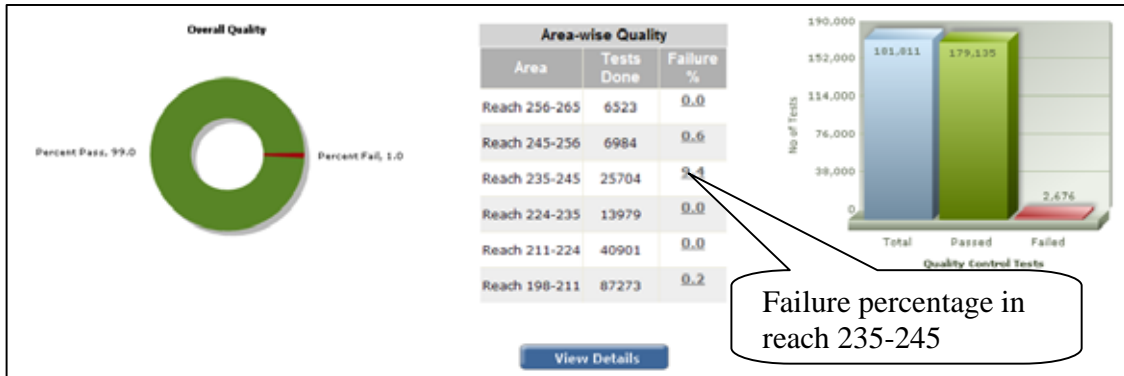 Overall Quality
Percent Pass, 99.0
Percent Fail, 1.0
Area-wise Quality
Area Tests Done Failure %
Reach 256-265 6523 0.0
Reach 245-256 6984 0.6
Reach 235-245 25704 9.4
Reach 224-235 13979 0.0
Reach 211-224 40901 0.0
Reach 198-211 87273 0.2
View Details
190,000
152,000
114,000
76,000
38,000
0
No of Tests
181,811
179,135
2,676
Total Passed Failed
Quality Control Tests
Failure percentage in
reach 235-245